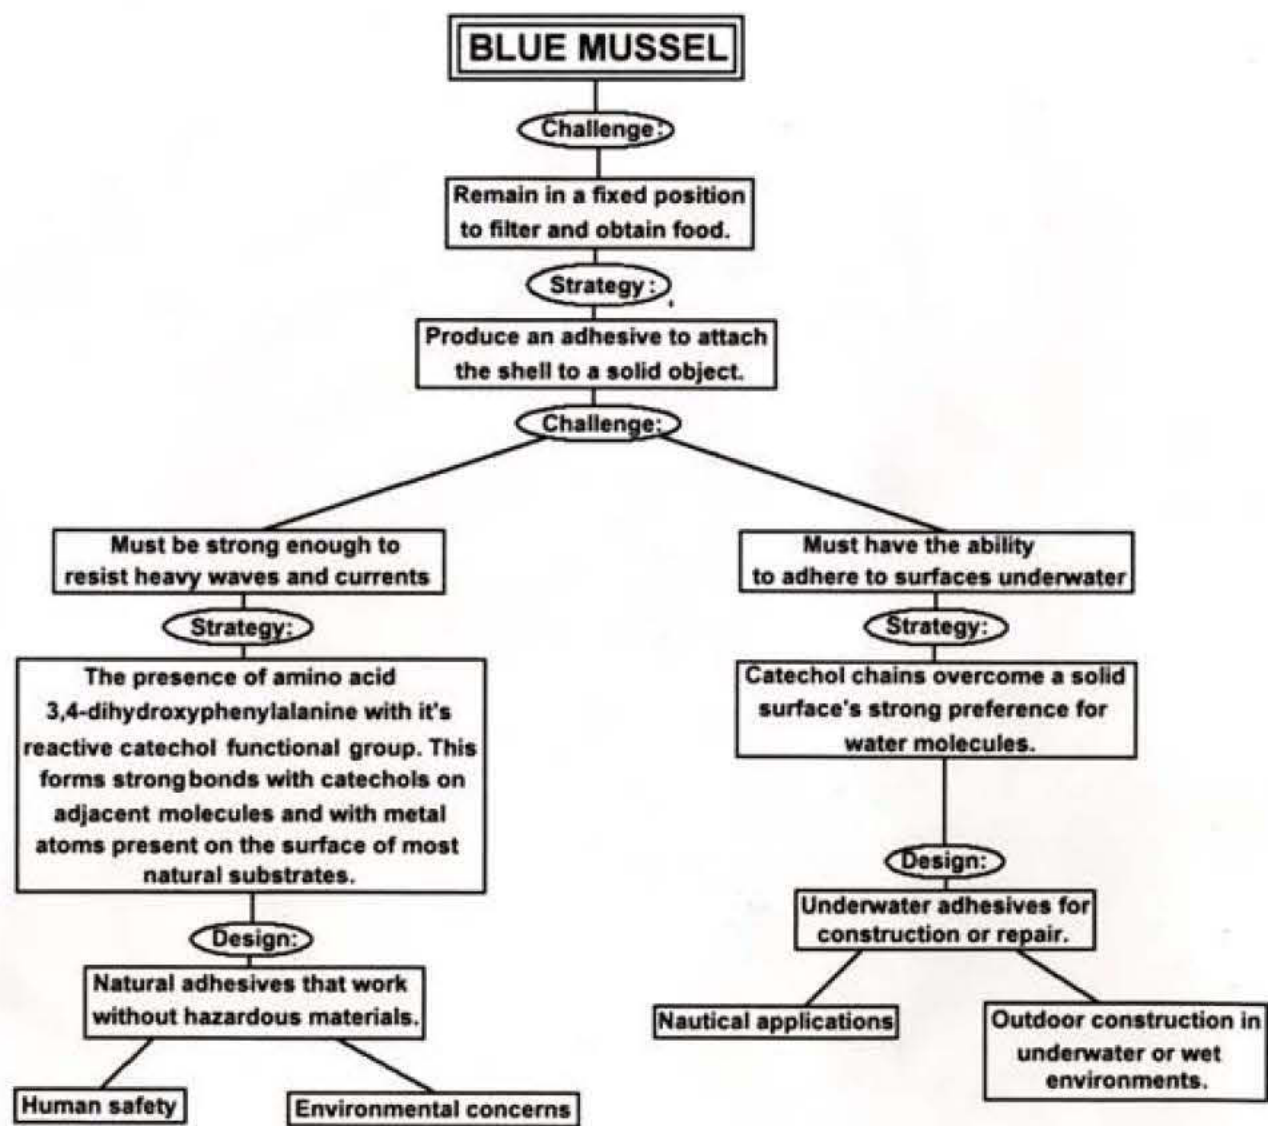 BLUE MUSSEL
Challenge:
Remain in a fixed position
to filter and obtain food.
Strategy:
Produce an adhesive to attach
the shell to a solid object.
Challenge:
Must be strong enough to
resist heavy waves and currents
Strategy:
The presence of amino acid
3,4-dihydroxyphenylalanine with it's
reactive catechol functional group. This
forms strong bonds with catechols on
adjacent molecules and with metal
atoms present on the surface of most
natural substrates.
Design:
Natural adhesives that work
without hazardous materials.
Human safety
Environmental concerns
Must have the ability
to adhere to surfaces underwater
Strategy:
Catechol chains overcome a solid
surface's strong preference for
water molecules.
Design:
Underwater adhesives for
construction or repair.
Nautical applications
Outdoor construction in
underwater or wet
environments.